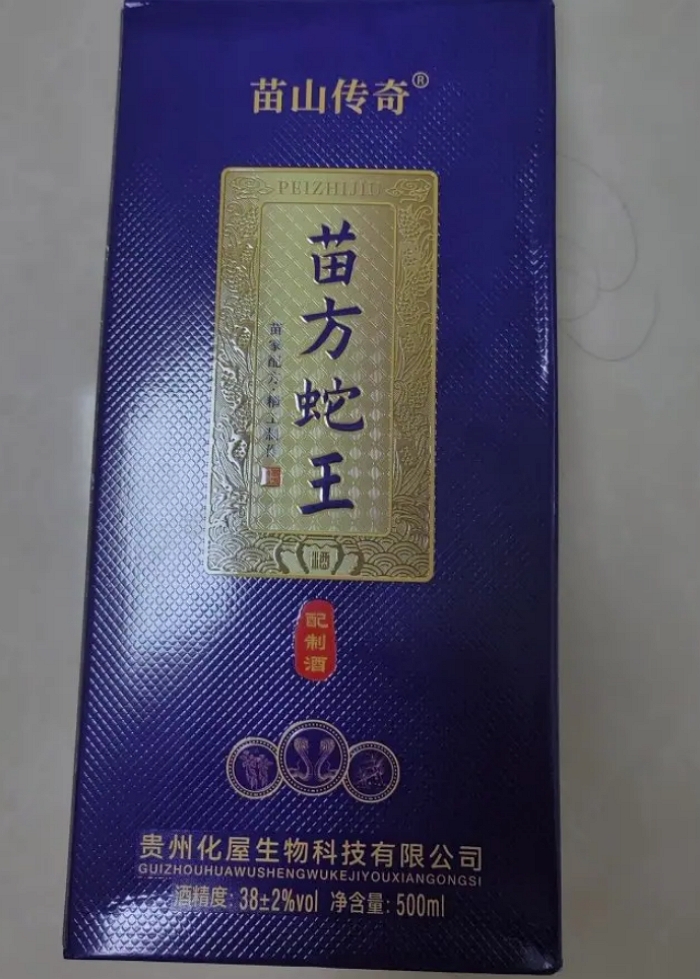 苗山传奇®
PEIZHIJIU
苗方蛇王
酒
配制酒
贵州化屋生物科技有限公司
GUIZHOUHUAWUSHENGWUKEJIYOUXIANGONGSI
酒精度: 38±2%vol 净含量: 500ml